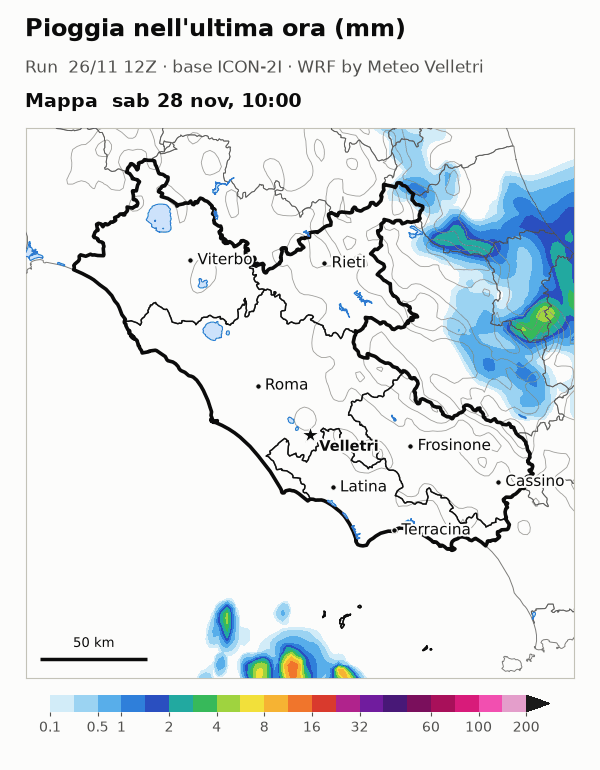 Pioggia nell'ultima ora (mm)
Run  26/11 12Z · base ICON-2I · WRF by Meteo Velletri
Mappa  sab 28 nov, 10:00
Viterbo
Rieti
Roma
Velletri
Frosinone
Latina
Cassino
Terracina
50 km
0.1 0.5 1 2 4 8 16 32 60 100 200